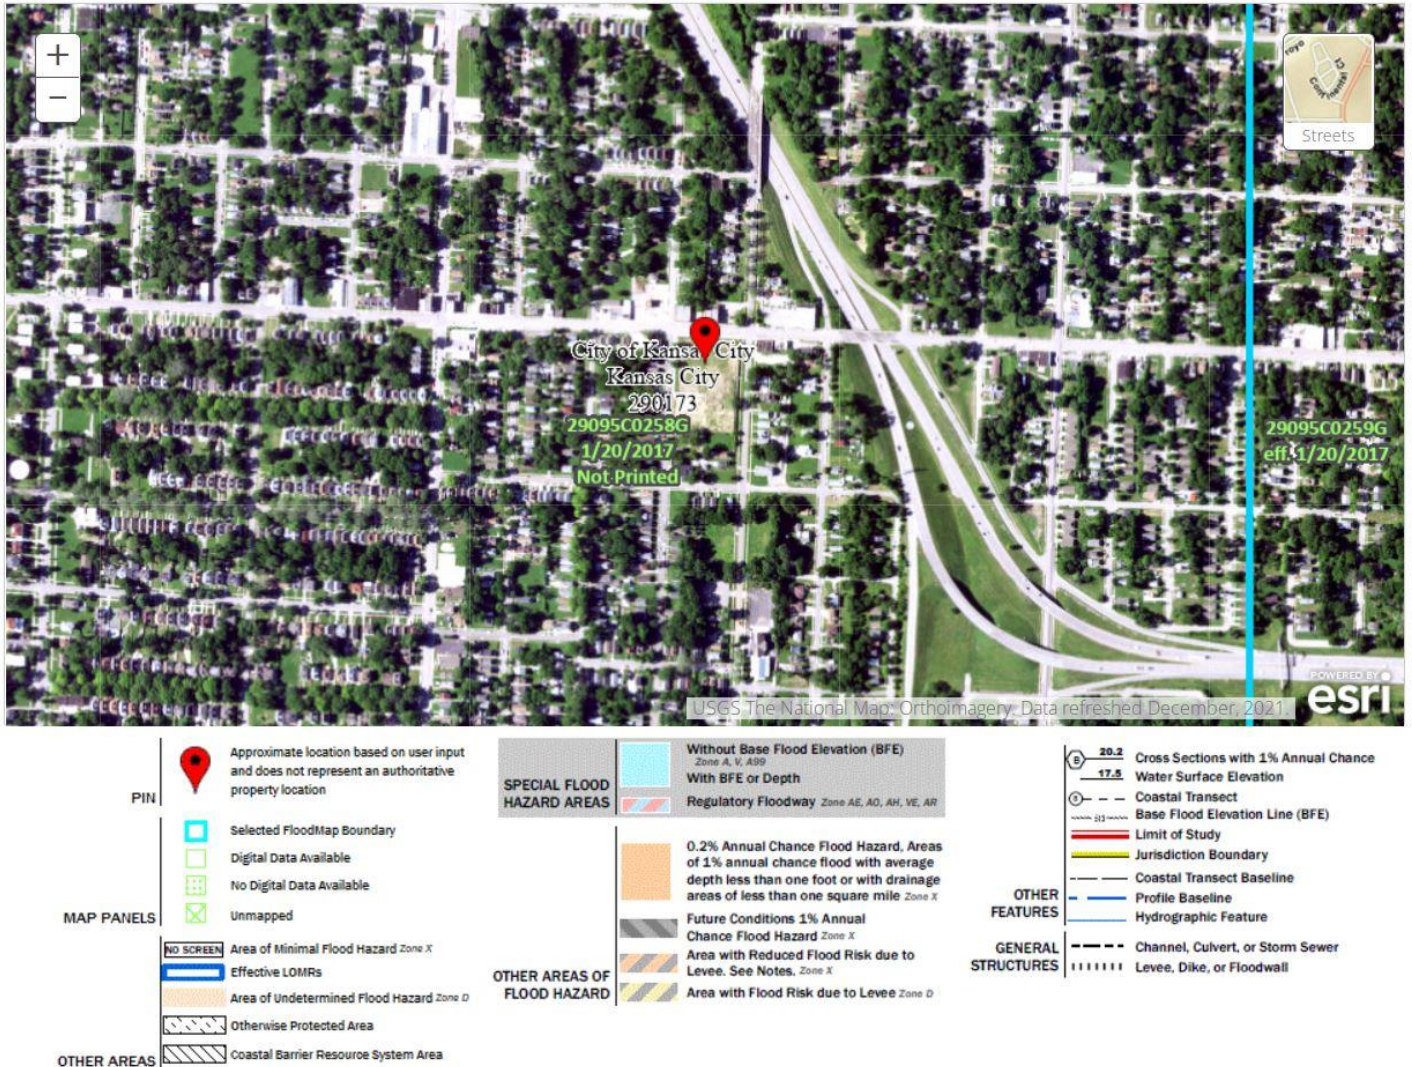 +
−
Streets
City of Kansas City
Kansas City
290173
29095C0258G
1/20/2017
Not Printed
29095C0259G
eff. 1/20/2017
POWERED BY
esri
USGS The National Map: Orthoimagery. Data refreshed December, 2021.
PIN
Approximate location based on user input
and does not represent an authoritative
property location
MAP PANELS
Selected FloodMap Boundary
Digital Data Available
No Digital Data Available
Unmapped
OTHER AREAS
NO SCREEN Area of Minimal Flood Hazard Zone X
Effective LOMRs
Area of Undetermined Flood Hazard Zone D
Otherwise Protected Area
Coastal Barrier Resource System Area
SPECIAL FLOOD
HAZARD AREAS
Without Base Flood Elevation (BFE)
Zone A, V, A99
With BFE or Depth
Regulatory Floodway Zone AE, AO, AH, VE, AR
OTHER AREAS OF
FLOOD HAZARD
0.2% Annual Chance Flood Hazard, Areas
of 1% annual chance flood with average
depth less than one foot or with drainage
areas of less than one square mile Zone X
Future Conditions 1% Annual
Chance Flood Hazard Zone X
Area with Reduced Flood Risk due to
Levee. See Notes. Zone X
Area with Flood Risk due to Levee Zone D
OTHER
FEATURES
B 20.2 Cross Sections with 1% Annual Chance
17.5 Water Surface Elevation
Coastal Transect
513 Base Flood Elevation Line (BFE)
Limit of Study
Jurisdiction Boundary
Coastal Transect Baseline
Profile Baseline
Hydrographic Feature
GENERAL
STRUCTURES
Channel, Culvert, or Storm Sewer
Levee, Dike, or Floodwall